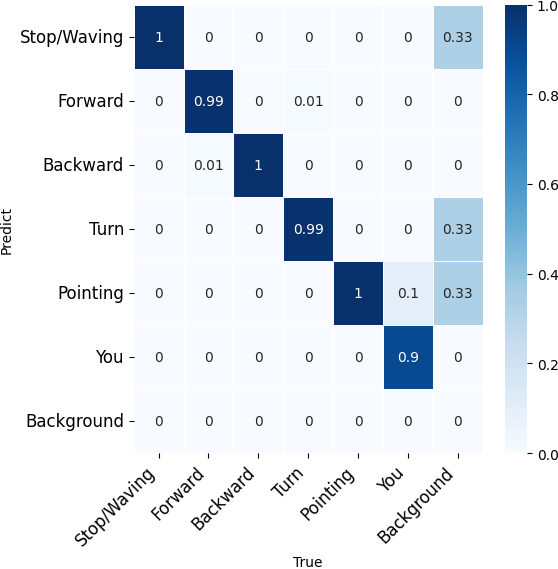 Stop/Waving 1 0 0 0 0 0 0.33
Forward 0 0.99 0 0.01 0 0 0
Backward 0 0.01 1 0 0 0 0
Turn 0 0 0 0.99 0 0 0.33
Pointing 0 0 0 0 1 0.1 0.33
You 0 0 0 0 0 0.9 0
Background 0 0 0 0 0 0 0
Predict
Stop/Waving Forward Backward Turn Pointing You Background
True
1.0
0.8
0.6
0.4
0.2
0.0